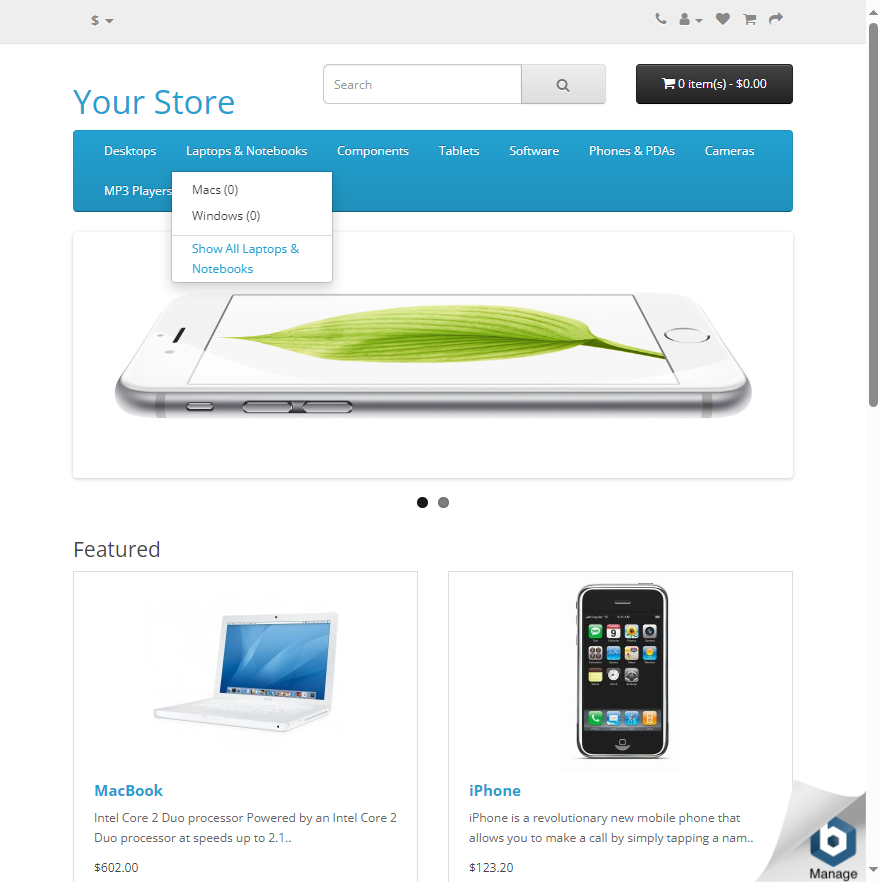 $
Your Store
Search
0 item(s) - $0.00
Desktops
Laptops & Notebooks
Components
Tablets
Software
Phones & PDAs
Cameras
MP3 Players
Macs (0)
Windows (0)
Show All Laptops &
Notebooks
Featured
MacBook
Intel Core 2 Duo processor Powered by an Intel Core 2
Duo processor at speeds up to 2.1..
$602.00
iPhone
iPhone is a revolutionary new mobile phone that
allows you to make a call by simply tapping a nam..
$123.20
Manage